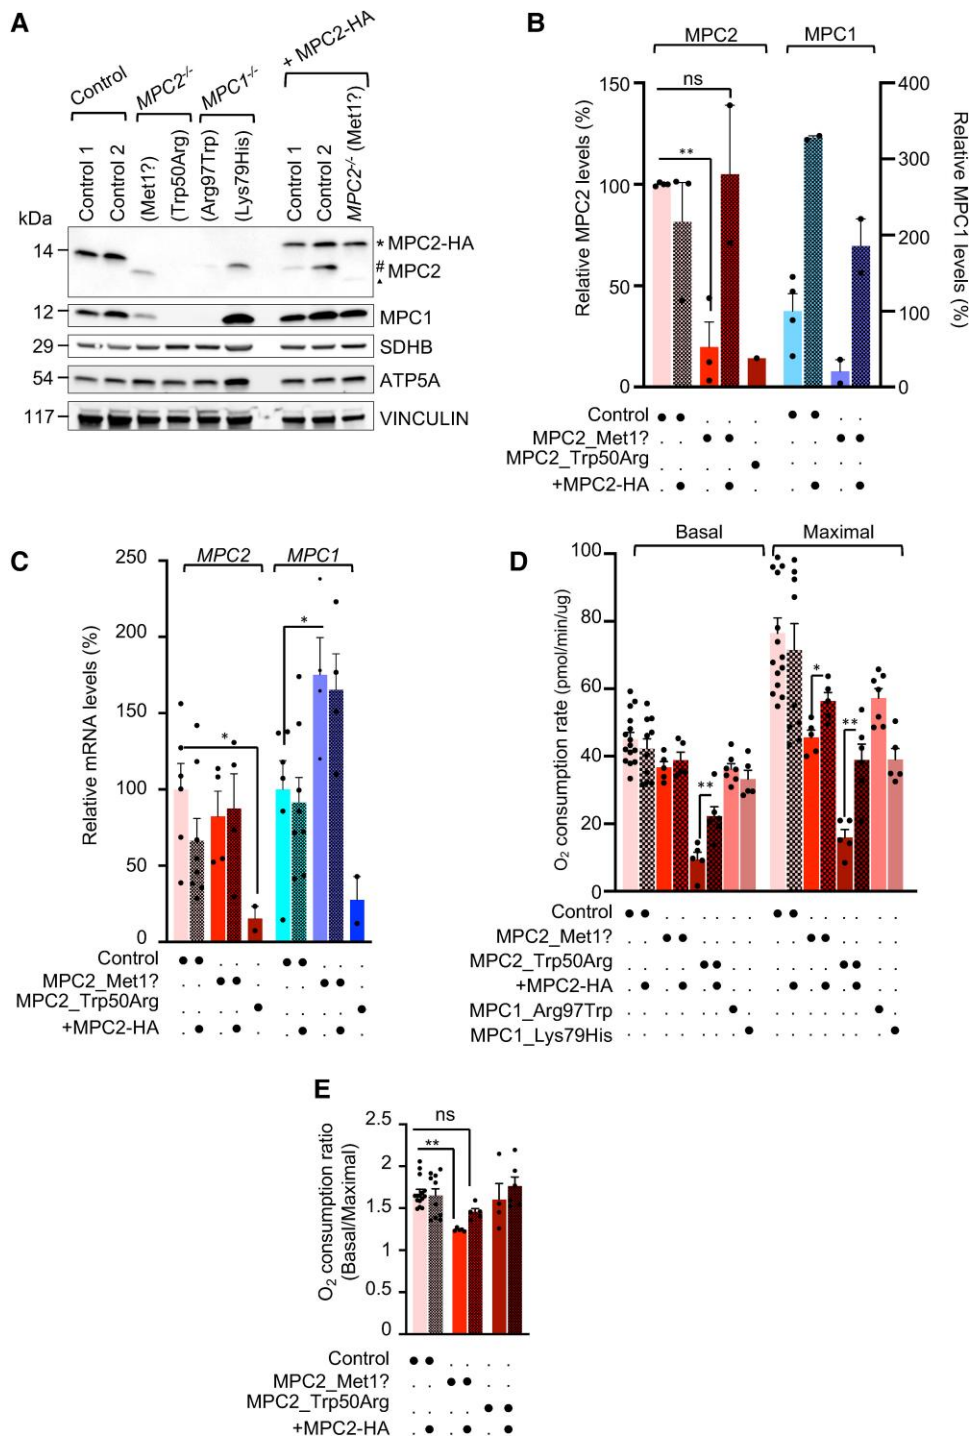 A
Control
MPC2-/-
MPC1-/-
+ MPC2-HA
Control 1
Control 2
(Met1?)
(Trp50Arg)
(Arg97Trp)
(Lys79His)
Control 1
Control 2
MPC2-/- (Met1?)
kDa
14
* MPC2-HA
# MPC2
▲
12
MPC1
29
SDHB
54
ATP5A
117
VINCULIN
B
MPC2
MPC1
Relative MPC2 levels (%)
150
100
50
0
ns
**
400
300
200
100
0
Relative MPC1 levels (%)
Control
MPC2_Met1?
MPC2_Trp50Arg
+MPC2-HA
C
MPC2
MPC1
Relative mRNA levels (%)
250
200
150
100
50
0
*
*
Control
MPC2_Met1?
MPC2_Trp50Arg
+MPC2-HA
D
Basal
Maximal
O2 consumption rate (pmol/min/ug)
100
80
60
40
20
0
**
*
**
Control
MPC2_Met1?
MPC2_Trp50Arg
+MPC2-HA
MPC1_Arg97Trp
MPC1_Lys79His
E
O2 consumption ratio
(Basal/Maximal)
2.5
2
1.5
1
0.5
0
ns
**
Control
MPC2_Met1?
MPC2_Trp50Arg
+MPC2-HA